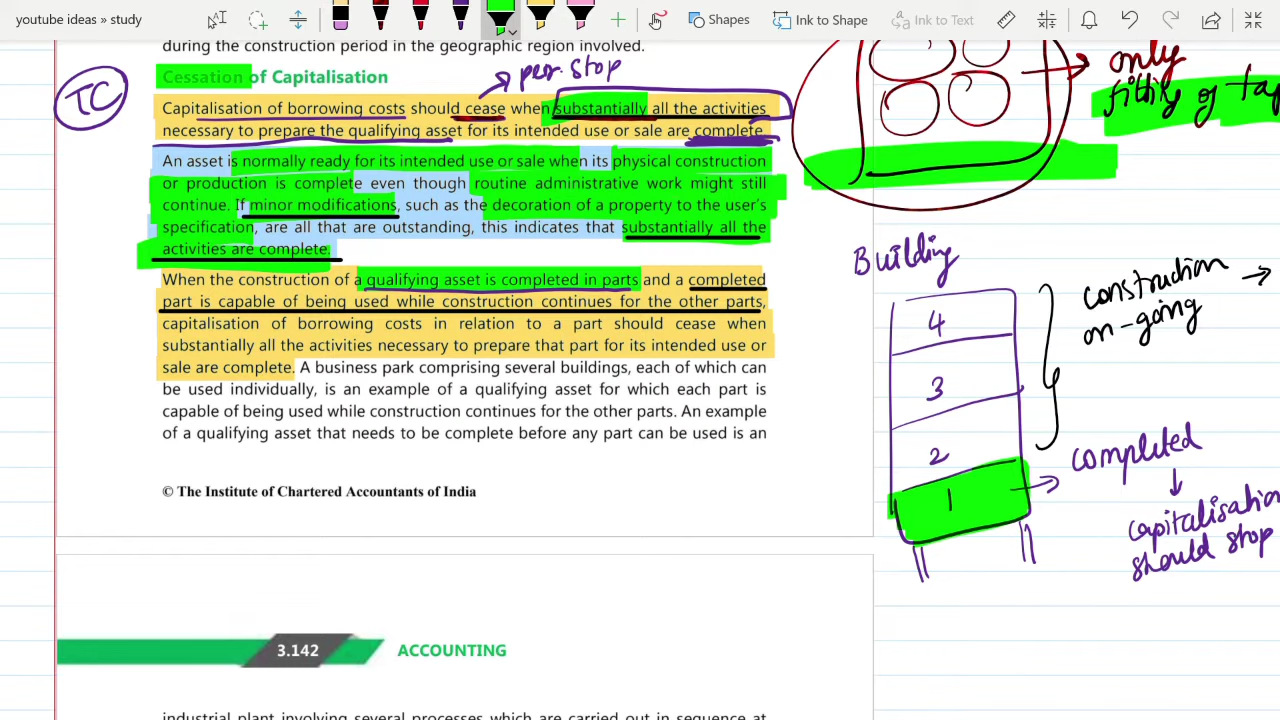 youtube ideas » study
Shapes
Ink to Shape
Ink to Text
during the construction period in the geographic region involved.
Cessation of Capitalisation
per. stop
TC
Capitalisation of borrowing costs should cease when substantially all the activities
necessary to prepare the qualifying asset for its intended use or sale are complete.
An asset is normally ready for its intended use or sale when its physical construction
or production is complete even though routine administrative work might still
continue. If minor modifications, such as the decoration of a property to the user's
specification, are all that are outstanding, this indicates that substantially all the
activities are complete.
When the construction of a qualifying asset is completed in parts and a completed
part is capable of being used while construction continues for the other parts,
capitalisation of borrowing costs in relation to a part should cease when
substantially all the activities necessary to prepare that part for its intended use or
sale are complete. A business park comprising several buildings, each of which can
be used individually, is an example of a qualifying asset for which each part is
capable of being used while construction continues for the other parts. An example
of a qualifying asset that needs to be complete before any part can be used is an
© The Institute of Chartered Accountants of India
3.142 ACCOUNTING
industrial plant involving several processes which are carried out in sequence at
only
of
Building
4
3
2
1
construction
on-going
completed
capitalisation
should stop